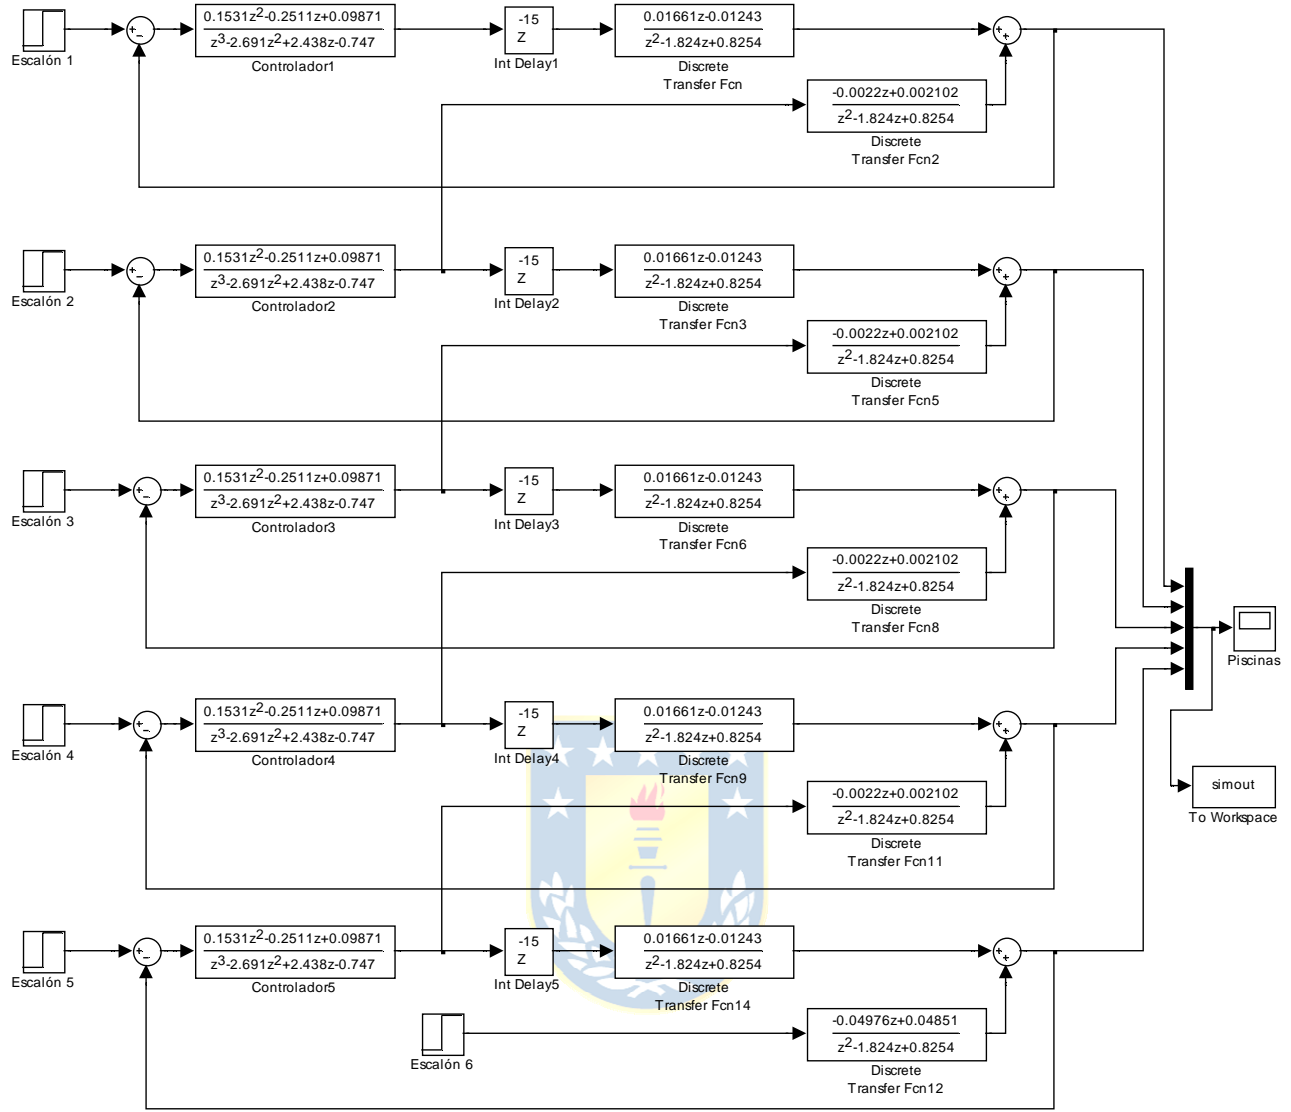 0.1531z2-0.2511z+0.09871
z3-2.691z2+2.438z-0.747
Escalón 1
+
−
Controlador1
-15
Z
Int Delay1
0.01661z-0.01243
z2-1.824z+0.8254
Discrete
Transfer Fcn
+
+
-0.0022z+0.002102
z2-1.824z+0.8254
Discrete
Transfer Fcn2
Escalón 2
+
−
0.1531z2-0.2511z+0.09871
z3-2.691z2+2.438z-0.747
Controlador2
-15
Z
Int Delay2
0.01661z-0.01243
z2-1.824z+0.8254
Discrete
Transfer Fcn3
+
+
-0.0022z+0.002102
z2-1.824z+0.8254
Discrete
Transfer Fcn5
Escalón 3
+
−
0.1531z2-0.2511z+0.09871
z3-2.691z2+2.438z-0.747
Controlador3
-15
Z
Int Delay3
0.01661z-0.01243
z2-1.824z+0.8254
Discrete
Transfer Fcn6
+
+
-0.0022z+0.002102
z2-1.824z+0.8254
Discrete
Transfer Fcn8
Piscinas
Escalón 4
+
−
0.1531z2-0.2511z+0.09871
z3-2.691z2+2.438z-0.747
Controlador4
-15
Z
Int Delay4
0.01661z-0.01243
z2-1.824z+0.8254
Discrete
Transfer Fcn9
+
+
simout
To Workspace
-0.0022z+0.002102
z2-1.824z+0.8254
Discrete
Transfer Fcn11
Escalón 5
+
−
0.1531z2-0.2511z+0.09871
z3-2.691z2+2.438z-0.747
Controlador5
-15
Z
Int Delay5
0.01661z-0.01243
z2-1.824z+0.8254
Discrete
Transfer Fcn14
+
+
Escalón 6
-0.04976z+0.04851
z2-1.824z+0.8254
Discrete
Transfer Fcn12